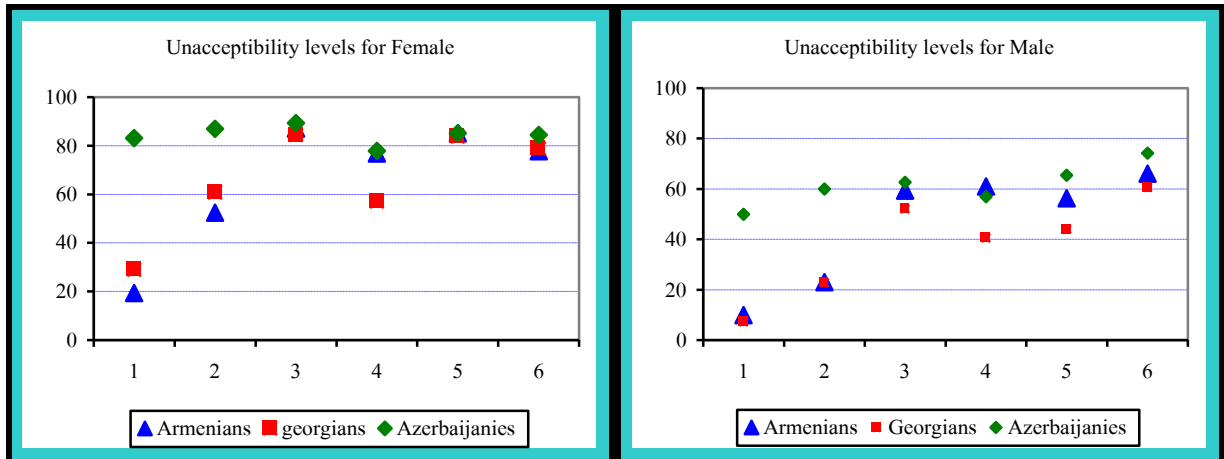 Unacceptibility levels for Female
100
80
60
40
20
0
1 2 3 4 5 6
Armenians georgians Azerbaijanies
Unacceptibility levels for Male
100
80
60
40
20
0
1 2 3 4 5 6
Armenians Georgians Azerbaijanies